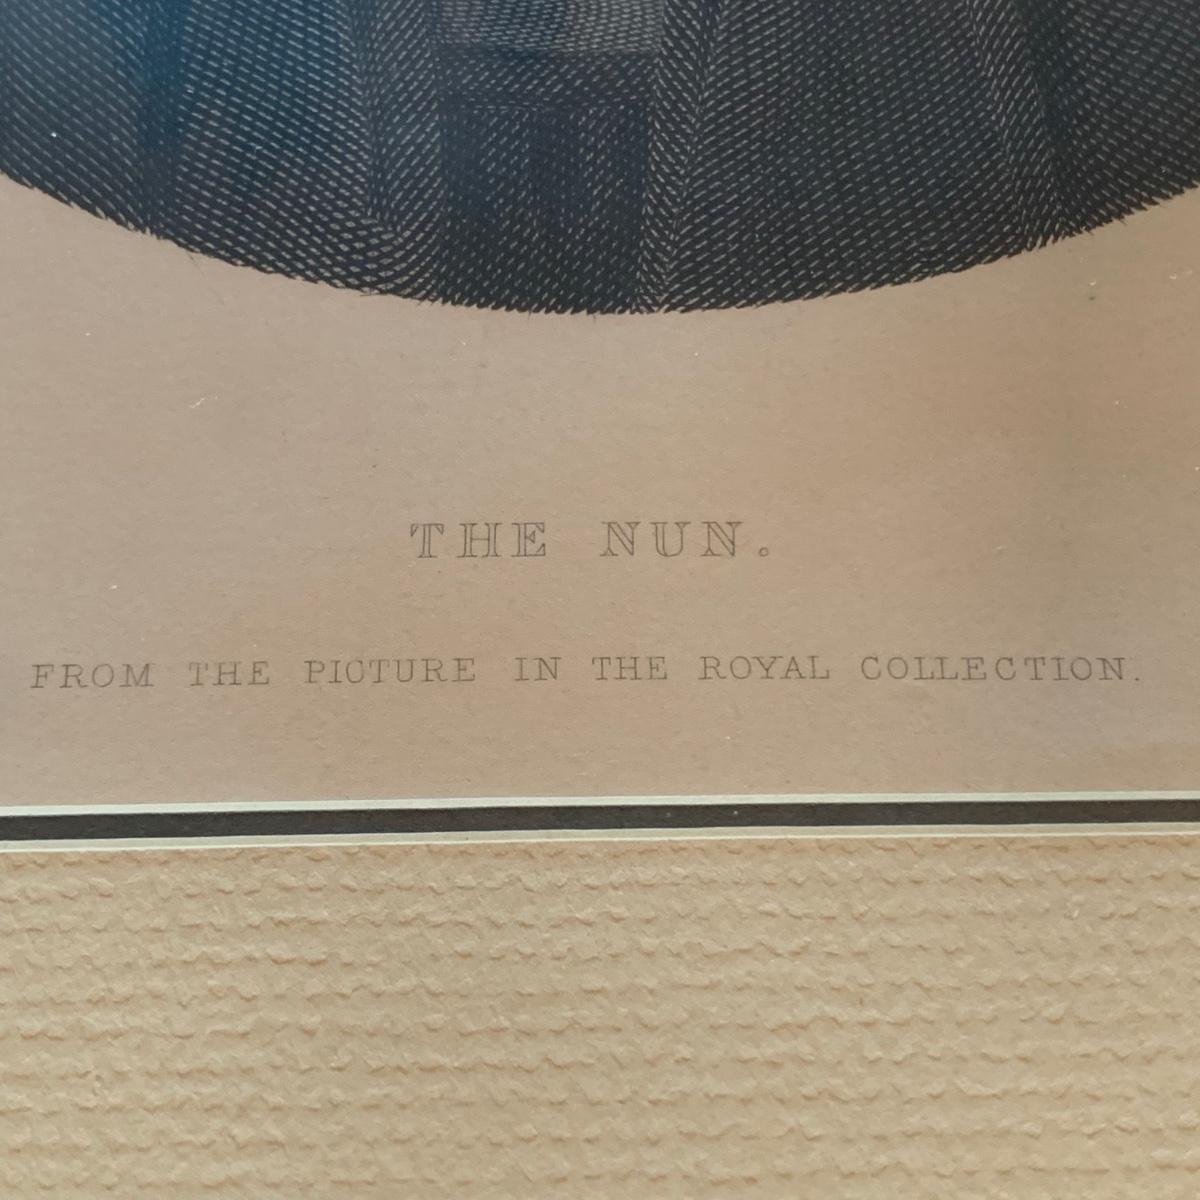 THE NUN.
FROM THE PICTURE IN THE ROYAL COLLECTION.